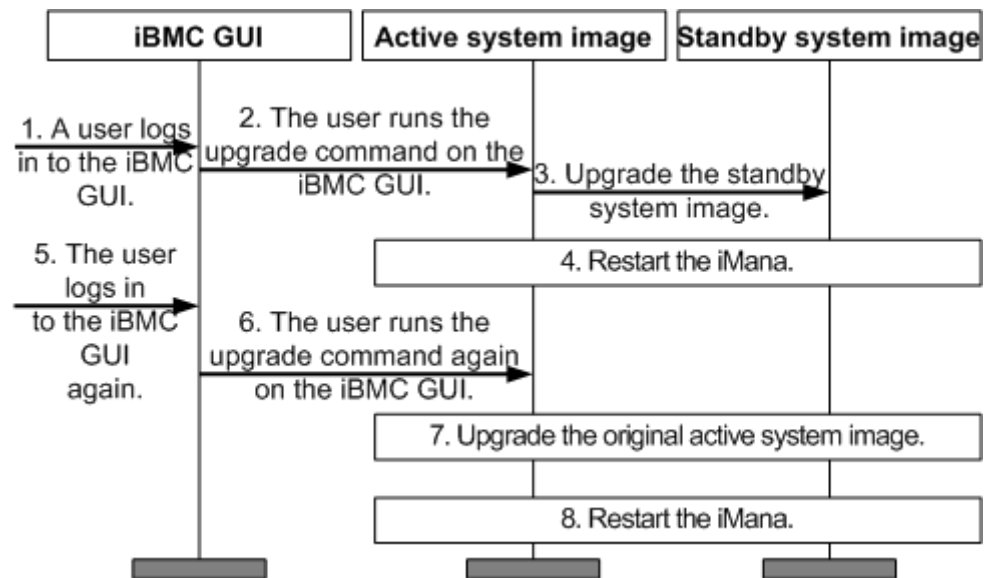 iBMC GUI
Active system image
Standby system image
1. A user logs
in to the iBMC
GUI.
2. The user runs the
upgrade command on the
iBMC GUI.
3. Upgrade the standby
system image.
4. Restart the iMana.
5. The user
logs in
to the iBMC
GUI
again.
6. The user runs the
upgrade command again
on the iBMC GUI.
7. Upgrade the original active system image.
8. Restart the iMana.